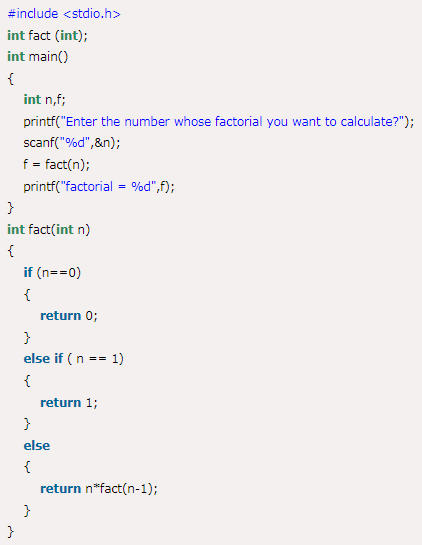 #include <stdio.h>
int fact (int);
int main()
{
int n,f;
printf("Enter the number whose factorial you want to calculate?");
scanf("%d",&n);
f = fact(n);
printf("factorial = %d",f);
}
int fact(int n)
{
if (n==0)
{
return 0;
}
else if ( n == 1)
{
return 1;
}
else
{
return n*fact(n-1);
}
}